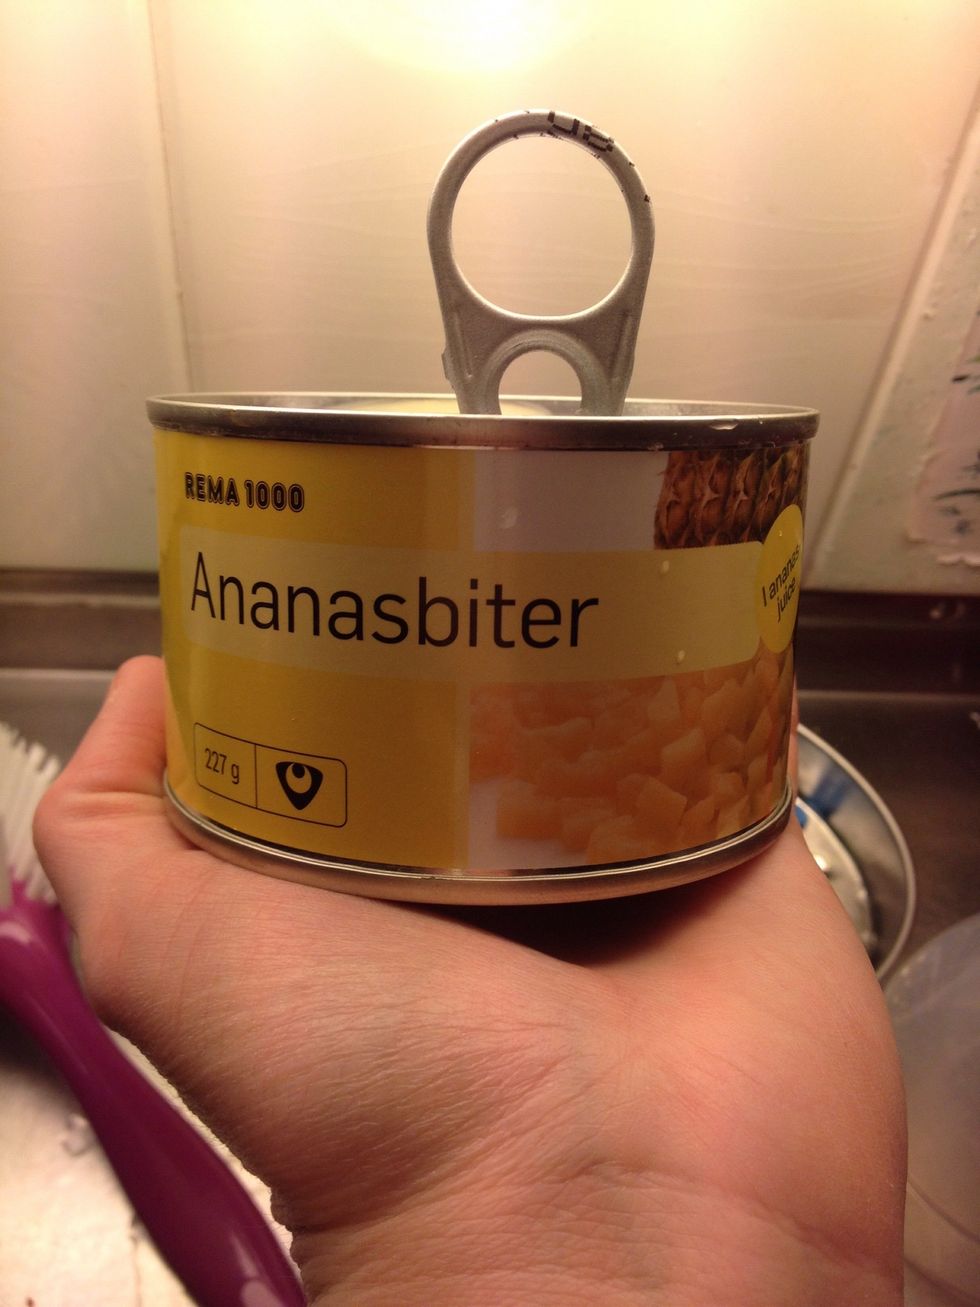 REMA 1000
Ananasbiter
I ananas
juice
227 g